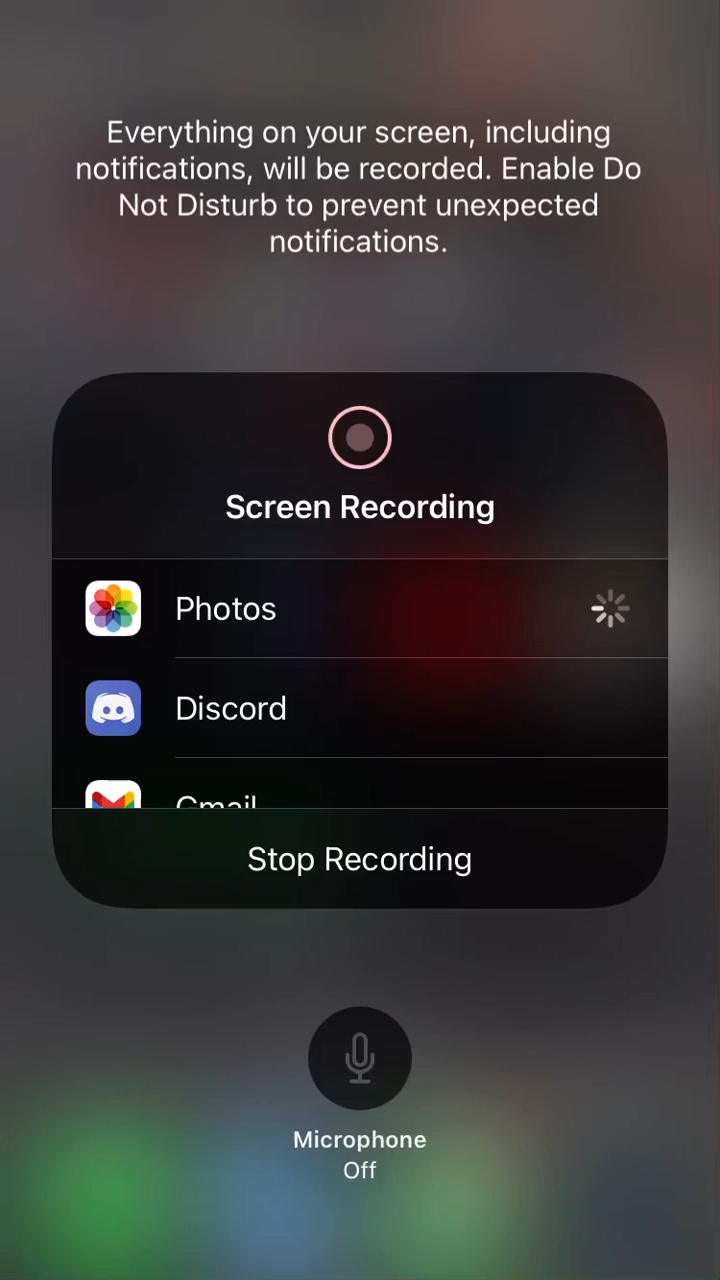 Everything on your screen, including
notifications, will be recorded. Enable Do
Not Disturb to prevent unexpected
notifications.
Screen Recording
Photos
Discord
Gmail
Stop Recording
Microphone
Off